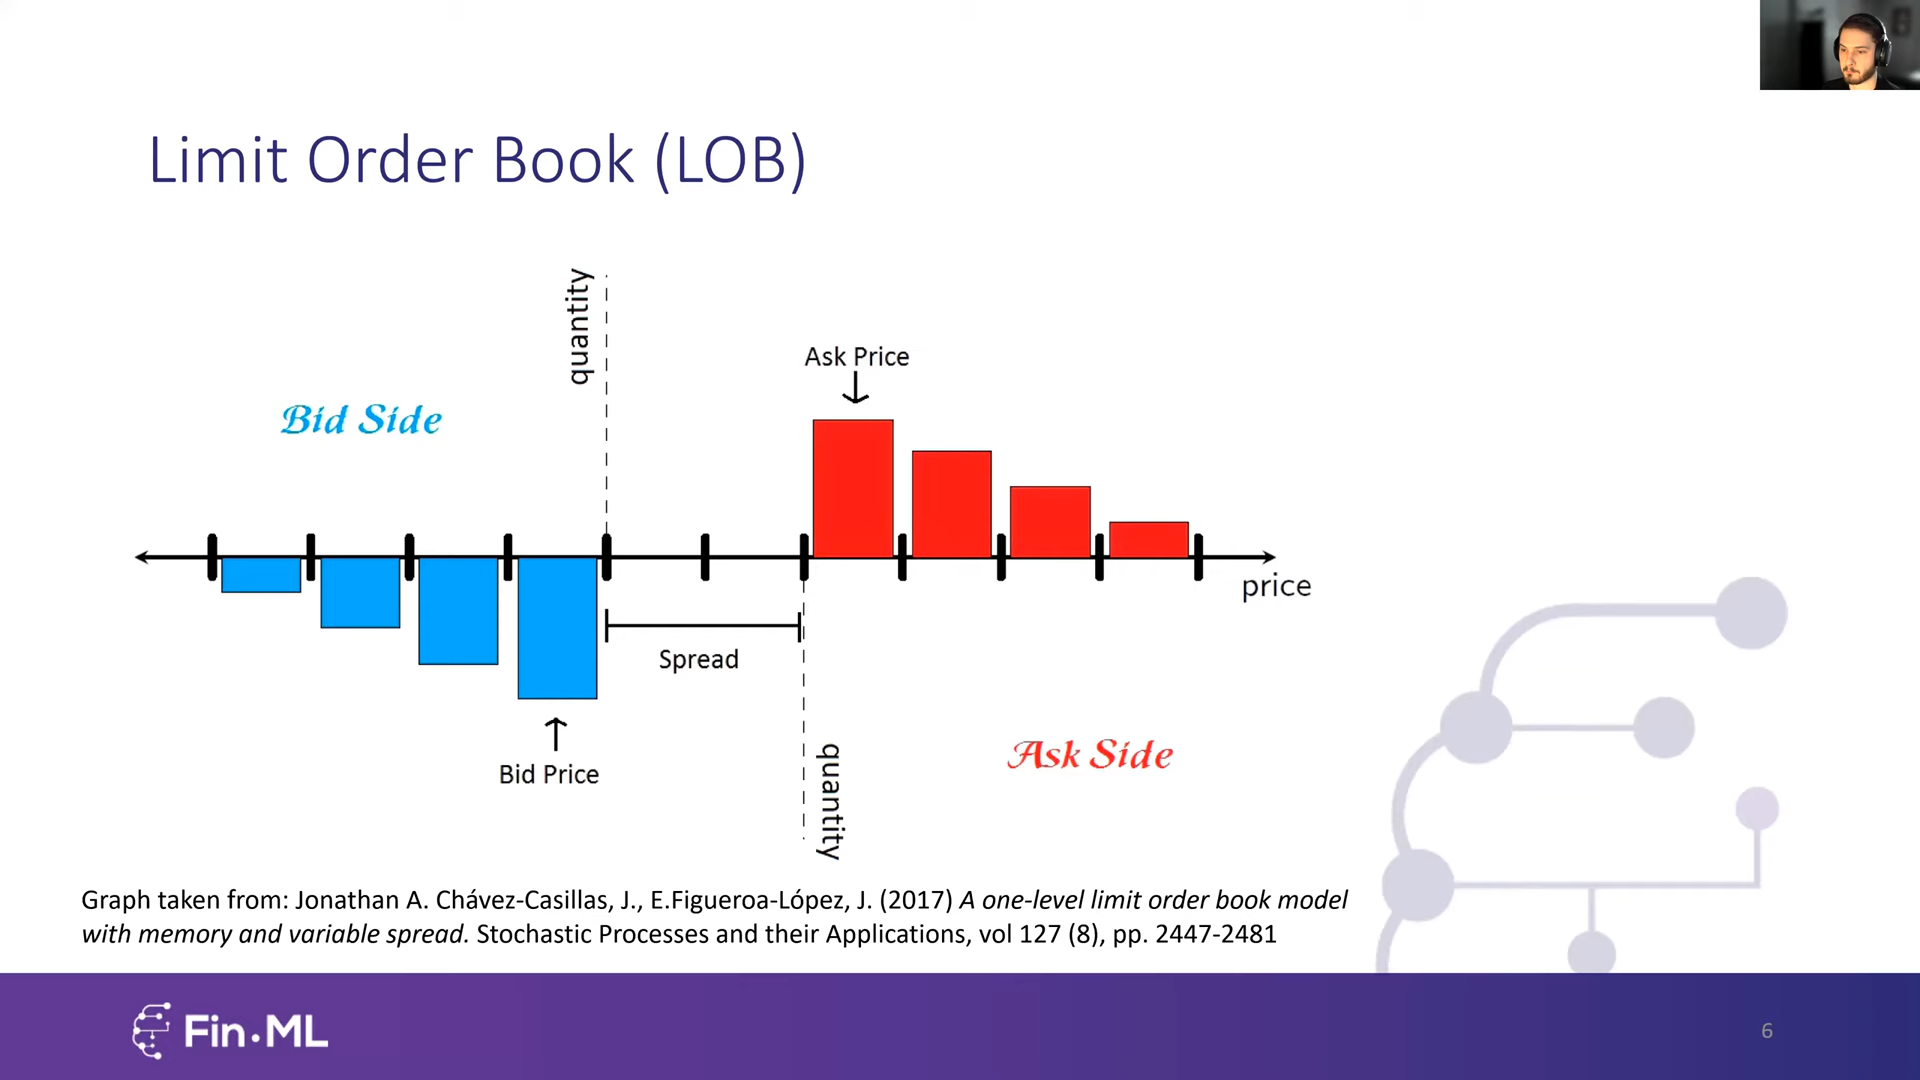 Limit Order Book (LOB)
quantity
Ask Price
Bid Side
price
Spread
Ask Side
Bid Price
quantity
Graph taken from: Jonathan A. Chávez-Casillas, J., E.Figueroa-López, J. (2017) A one-level limit order book model
with memory and variable spread. Stochastic Processes and their Applications, vol 127 (8), pp. 2447-2481
Fin·ML
6